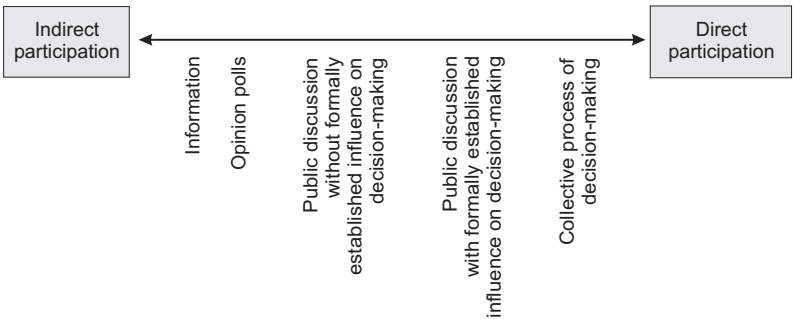 Indirect
participation
Direct
participation
Information
Opinion polls
Public discussion
without formally
established influence on
decision-making
Public discussion
with formally established
influence on decision-making
Collective process of
decision-making